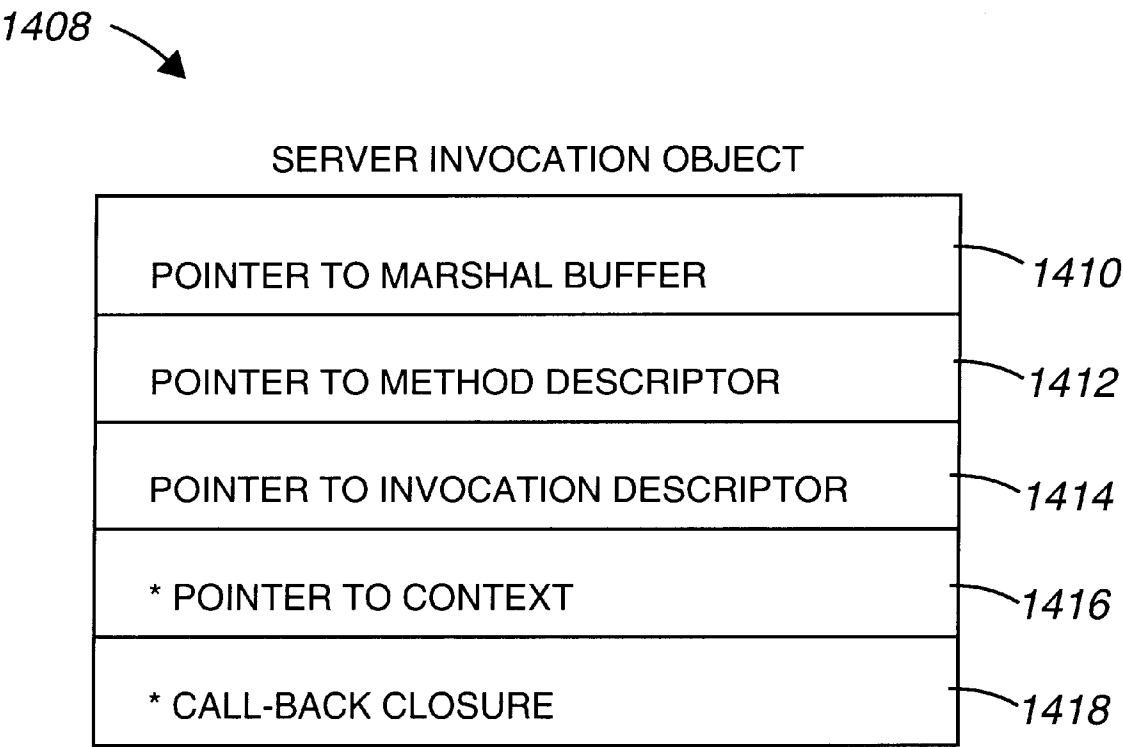 1408
SERVER INVOCATION OBJECT
POINTER TO MARSHAL BUFFER
1410
POINTER TO METHOD DESCRIPTOR
1412
POINTER TO INVOCATION DESCRIPTOR
1414
* POINTER TO CONTEXT
1416
* CALL-BACK CLOSURE
1418